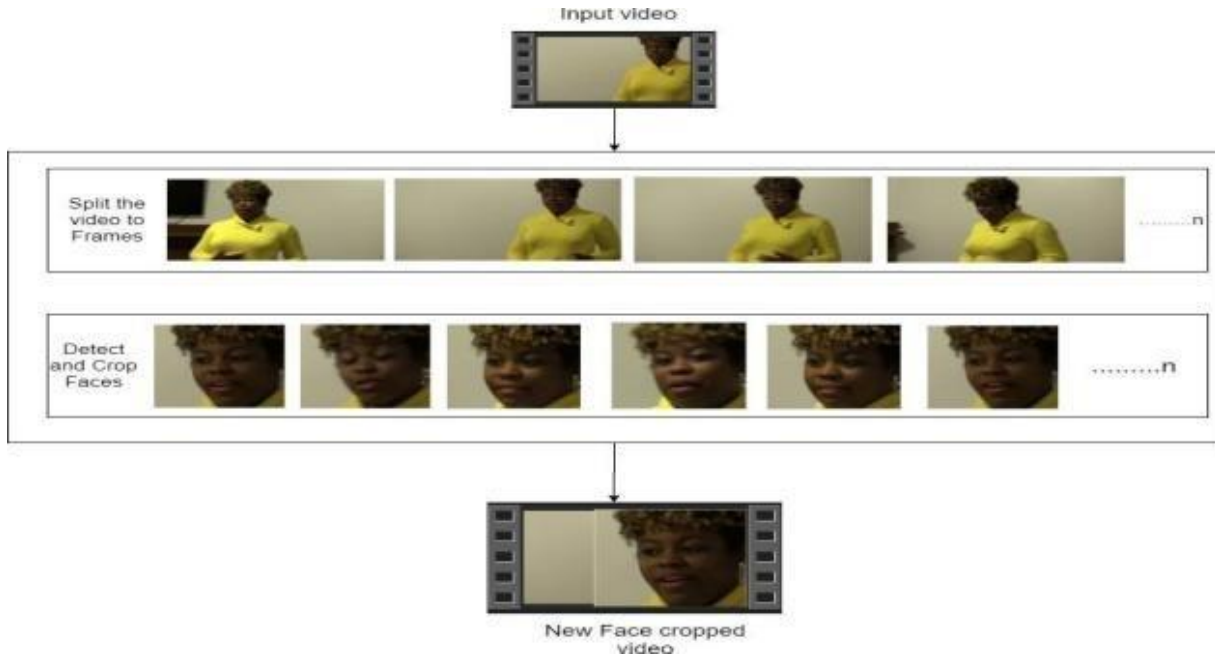 Input video
Split the
video to
Frames
.........n
Detect
and Crop
Faces
.........n
New Face cropped
video